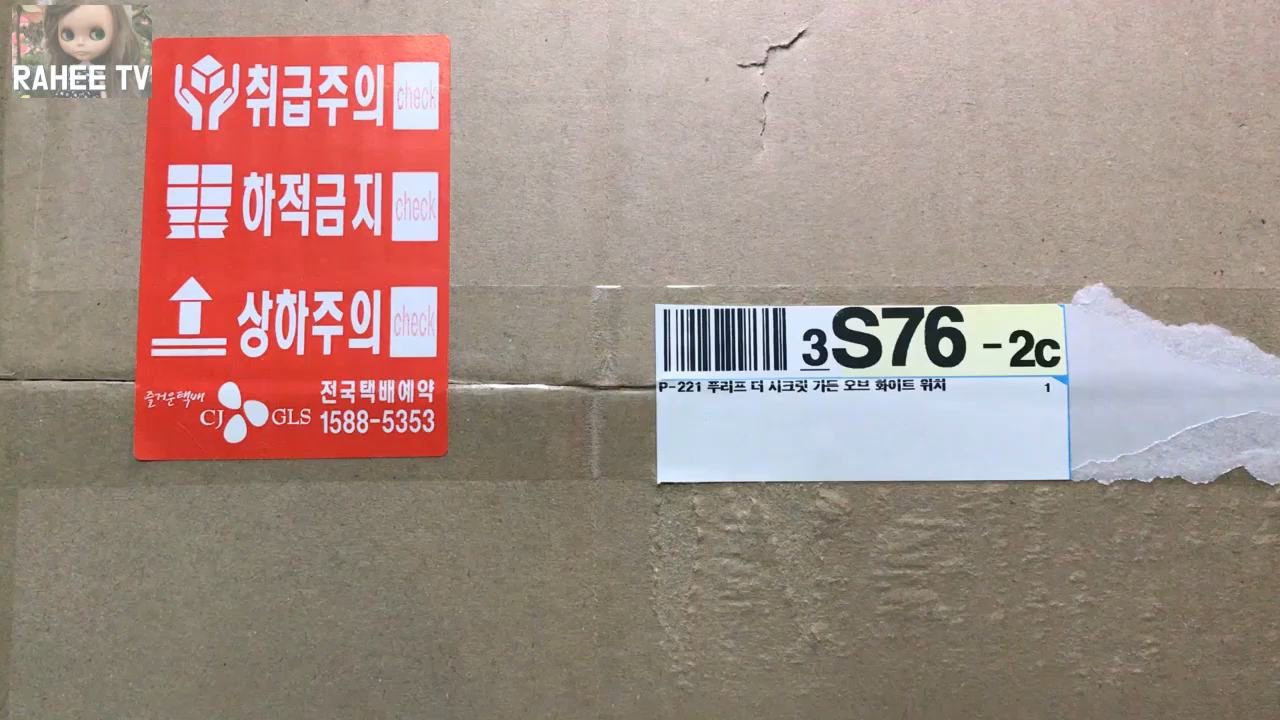 RAHEE TV
취급주의 check
하적금지 check
상하주의 check
즐거운택배
CJ GLS
전국택배예약
1588-5353
3S76 - 2c
P-221 푸리프 더 시크릿 가든 오브 화이트 위치 1